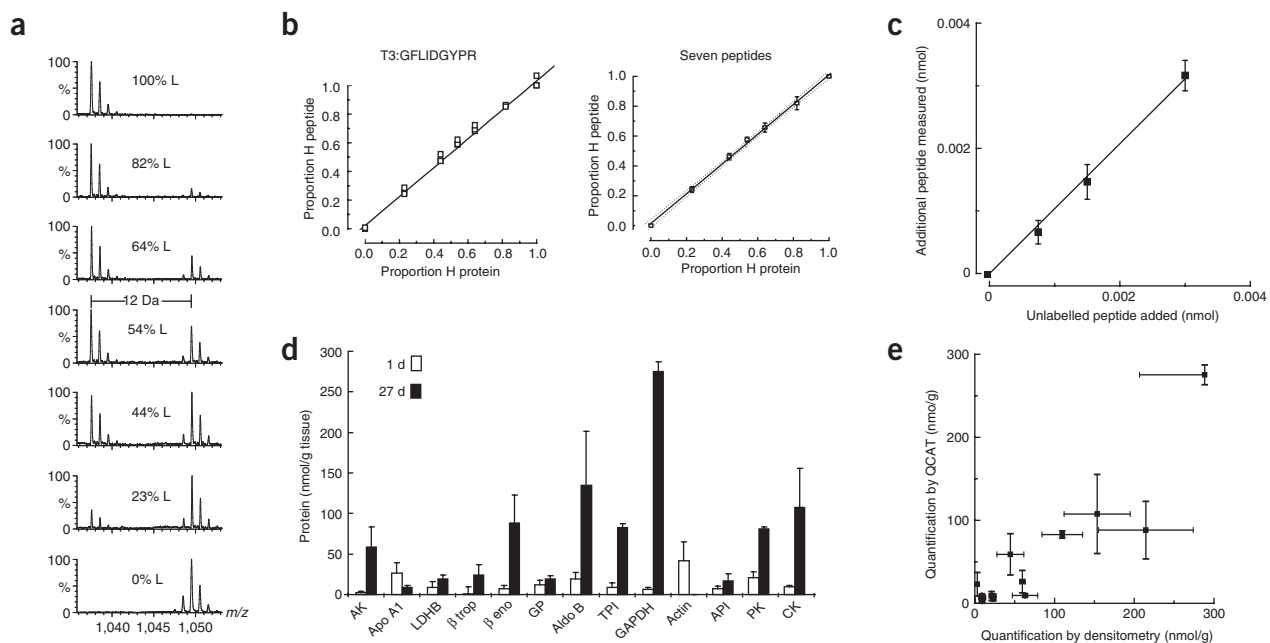 a
100
%
0
100% L
100
%
0
82% L
100
%
0
64% L
12 Da
100
%
0
54% L
100
%
0
44% L
100
%
0
23% L
100
%
0
0% L
1,040 1,045 1,050 m/z
b
T3:GFLIDGYPR
Proportion H peptide
1.0
0.8
0.6
0.4
0.2
0.0
0.0 0.2 0.4 0.6 0.8 1.0
Proportion H protein
Seven peptides
Proportion H peptide
1.0
0.8
0.6
0.4
0.2
0.0
0.0 0.2 0.4 0.6 0.8 1.0
Proportion H protein
c
Additional peptide measured (nmol)
0.004
0.002
0
0 0.002 0.004
Unlabelled peptide added (nmol)
d
Protein (nmol/g tissue)
300
250
200
150
100
50
0
1 d
27 d
AK Apo A1 LDHB β trop β eno GP Aldo B TPI GAPDH Actin API PK CK
e
Quantification by QCAT (nmo/g)
300
200
100
0
0 100 200 300
Quantification by densitometry (nmol/g)